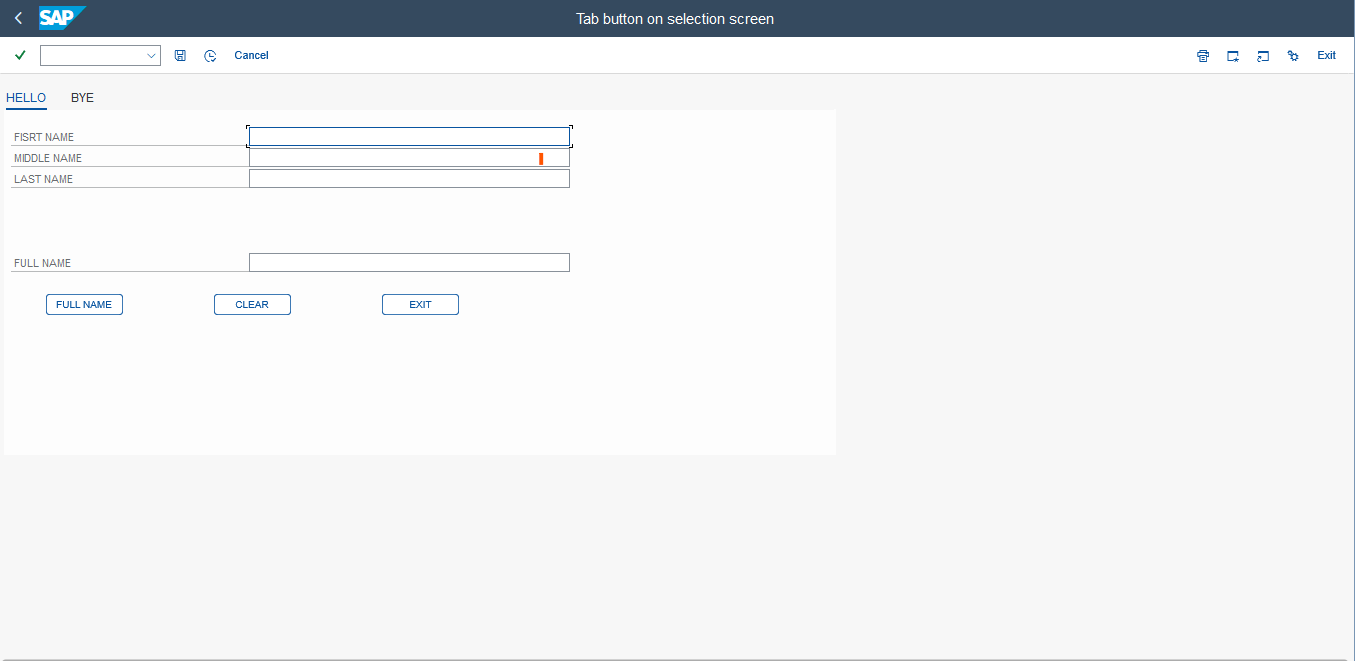 SAP Tab button on selection screen
Cancel Exit
HELLO BYE
FISRT NAME
MIDDLE NAME
LAST NAME
FULL NAME
FULL NAME CLEAR EXIT